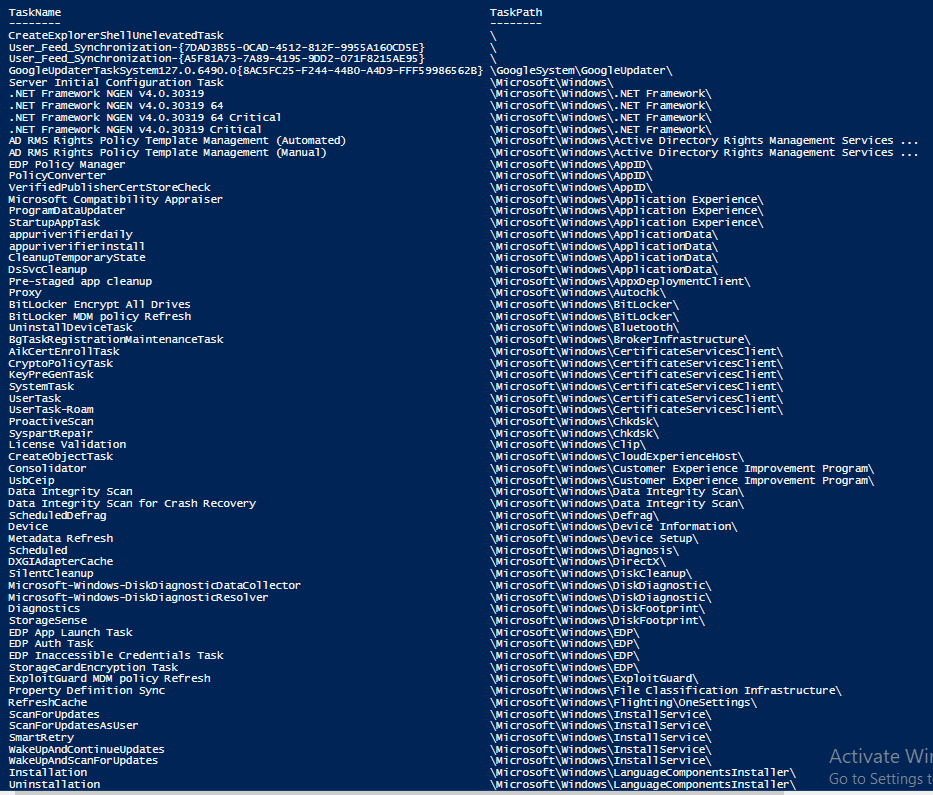 TaskName TaskPath
-------- --------
CreateExplorerShellUnelevatedTask \
User_Feed_Synchronization-{7DAD3B55-0CAD-4512-812F-9955A160CD5E} \
User_Feed_Synchronization-{A5F81A73-7A89-4195-9DD2-071F8215AE95} \
GoogleUpdaterTaskSystem127.0.6490.0{8AC5FC25-F244-44B0-A4D9-FFF59986562B} \GoogleSystem\GoogleUpdater\
Server Initial Configuration Task \Microsoft\Windows\
.NET Framework NGEN v4.0.30319 \Microsoft\Windows\.NET Framework\
.NET Framework NGEN v4.0.30319 64 \Microsoft\Windows\.NET Framework\
.NET Framework NGEN v4.0.30319 64 Critical \Microsoft\Windows\.NET Framework\
.NET Framework NGEN v4.0.30319 Critical \Microsoft\Windows\.NET Framework\
AD RMS Rights Policy Template Management (Automated) \Microsoft\Windows\Active Directory Rights Management Services ...
AD RMS Rights Policy Template Management (Manual) \Microsoft\Windows\Active Directory Rights Management Services ...
EDP Policy Manager \Microsoft\Windows\AppID\
PolicyConverter \Microsoft\Windows\AppID\
VerifiedPublisherCertStoreCheck \Microsoft\Windows\AppID\
Microsoft Compatibility Appraiser \Microsoft\Windows\Application Experience\
ProgramDataUpdater \Microsoft\Windows\Application Experience\
StartupAppTask \Microsoft\Windows\Application Experience\
appuriverifierdaily \Microsoft\Windows\ApplicationData\
appuriverifierinstall \Microsoft\Windows\ApplicationData\
CleanupTemporaryState \Microsoft\Windows\ApplicationData\
DsSvcCleanup \Microsoft\Windows\ApplicationData\
Pre-staged app cleanup \Microsoft\Windows\AppxDeploymentClient\
Proxy \Microsoft\Windows\Autochk\
BitLocker Encrypt All Drives \Microsoft\Windows\BitLocker\
BitLocker MDM policy Refresh \Microsoft\Windows\BitLocker\
UninstallDeviceTask \Microsoft\Windows\Bluetooth\
BgTaskRegistrationMaintenanceTask \Microsoft\Windows\BrokerInfrastructure\
AikCertEnrollTask \Microsoft\Windows\CertificateServicesClient\
CryptoPolicyTask \Microsoft\Windows\CertificateServicesClient\
KeyPreGenTask \Microsoft\Windows\CertificateServicesClient\
SystemTask \Microsoft\Windows\CertificateServicesClient\
UserTask \Microsoft\Windows\CertificateServicesClient\
UserTask-Roam \Microsoft\Windows\CertificateServicesClient\
ProactiveScan \Microsoft\Windows\Chkdsk\
SyspartRepair \Microsoft\Windows\Chkdsk\
License Validation \Microsoft\Windows\Clip\
CreateObjectTask \Microsoft\Windows\CloudExperienceHost\
Consolidator \Microsoft\Windows\Customer Experience Improvement Program\
UsbCeip \Microsoft\Windows\Customer Experience Improvement Program\
Data Integrity Scan \Microsoft\Windows\Data Integrity Scan\
Data Integrity Scan for Crash Recovery \Microsoft\Windows\Data Integrity Scan\
ScheduledDefrag \Microsoft\Windows\Defrag\
Device \Microsoft\Windows\Device Information\
Metadata Refresh \Microsoft\Windows\Device Setup\
Scheduled \Microsoft\Windows\Diagnosis\
DXGIAdapterCache \Microsoft\Windows\DirectX\
SilentCleanup \Microsoft\Windows\DiskCleanup\
Microsoft-Windows-DiskDiagnosticDataCollector \Microsoft\Windows\DiskDiagnostic\
Microsoft-Windows-DiskDiagnosticResolver \Microsoft\Windows\DiskDiagnostic\
Diagnostics \Microsoft\Windows\DiskFootprint\
StorageSense \Microsoft\Windows\DiskFootprint\
EDP App Launch Task \Microsoft\Windows\EDP\
EDP Auth Task \Microsoft\Windows\EDP\
EDP Inaccessible Credentials Task \Microsoft\Windows\EDP\
StorageCardEncryption Task \Microsoft\Windows\EDP\
ExploitGuard MDM policy Refresh \Microsoft\Windows\ExploitGuard\
Property Definition Sync \Microsoft\Windows\File Classification Infrastructure\
RefreshCache \Microsoft\Windows\Flighting\OneSettings\
ScanForUpdates \Microsoft\Windows\InstallService\
ScanForUpdatesAsUser \Microsoft\Windows\InstallService\
SmartRetry \Microsoft\Windows\InstallService\
WakeUpAndContinueUpdates \Microsoft\Windows\InstallService\
WakeUpAndScanForUpdates \Microsoft\Windows\InstallService\
Installation \Microsoft\Windows\LanguageComponentsInstaller\
Uninstallation \Microsoft\Windows\LanguageComponentsInstaller\
Activate Win
Go to Settings t